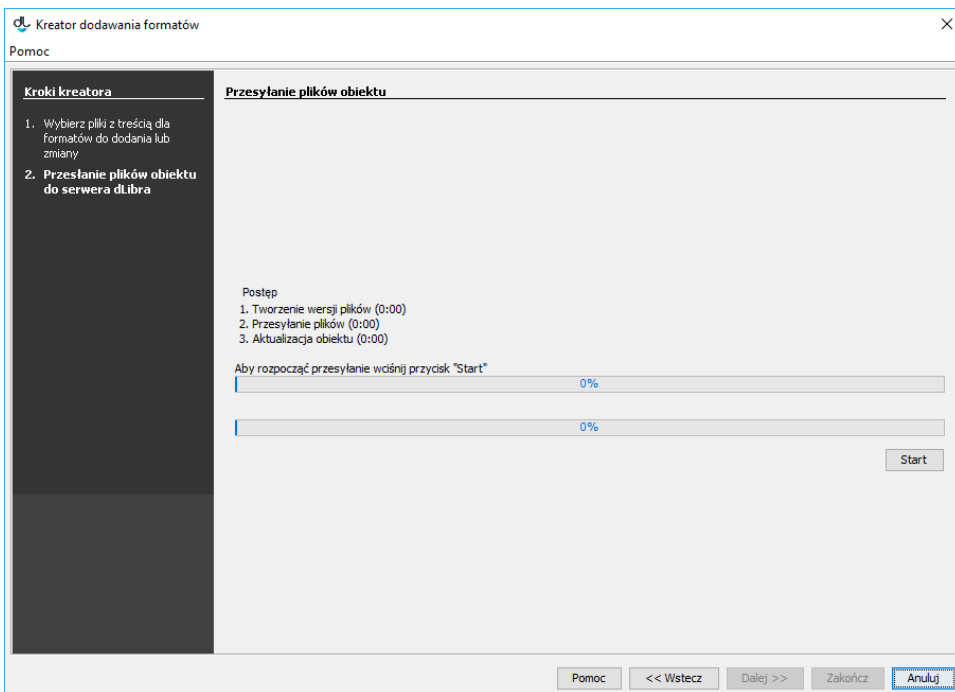 Kreator dodawania formatów
Pomoc
Kroki kreatora
1. Wybierz pliki z treścią dla
formatów do dodania lub
zmiany
2. Przesłanie plików obiektu
do serwera dLibra
Przesyłanie plików obiektu
Postęp
1. Tworzenie wersji plików (0:00)
2. Przesyłanie plików (0:00)
3. Aktualizacja obiektu (0:00)
Aby rozpocząć przesyłanie wciśnij przycisk "Start"
0%
0%
Start
Pomoc
<< Wstecz
Dalej >>
Zakończ
Anuluj